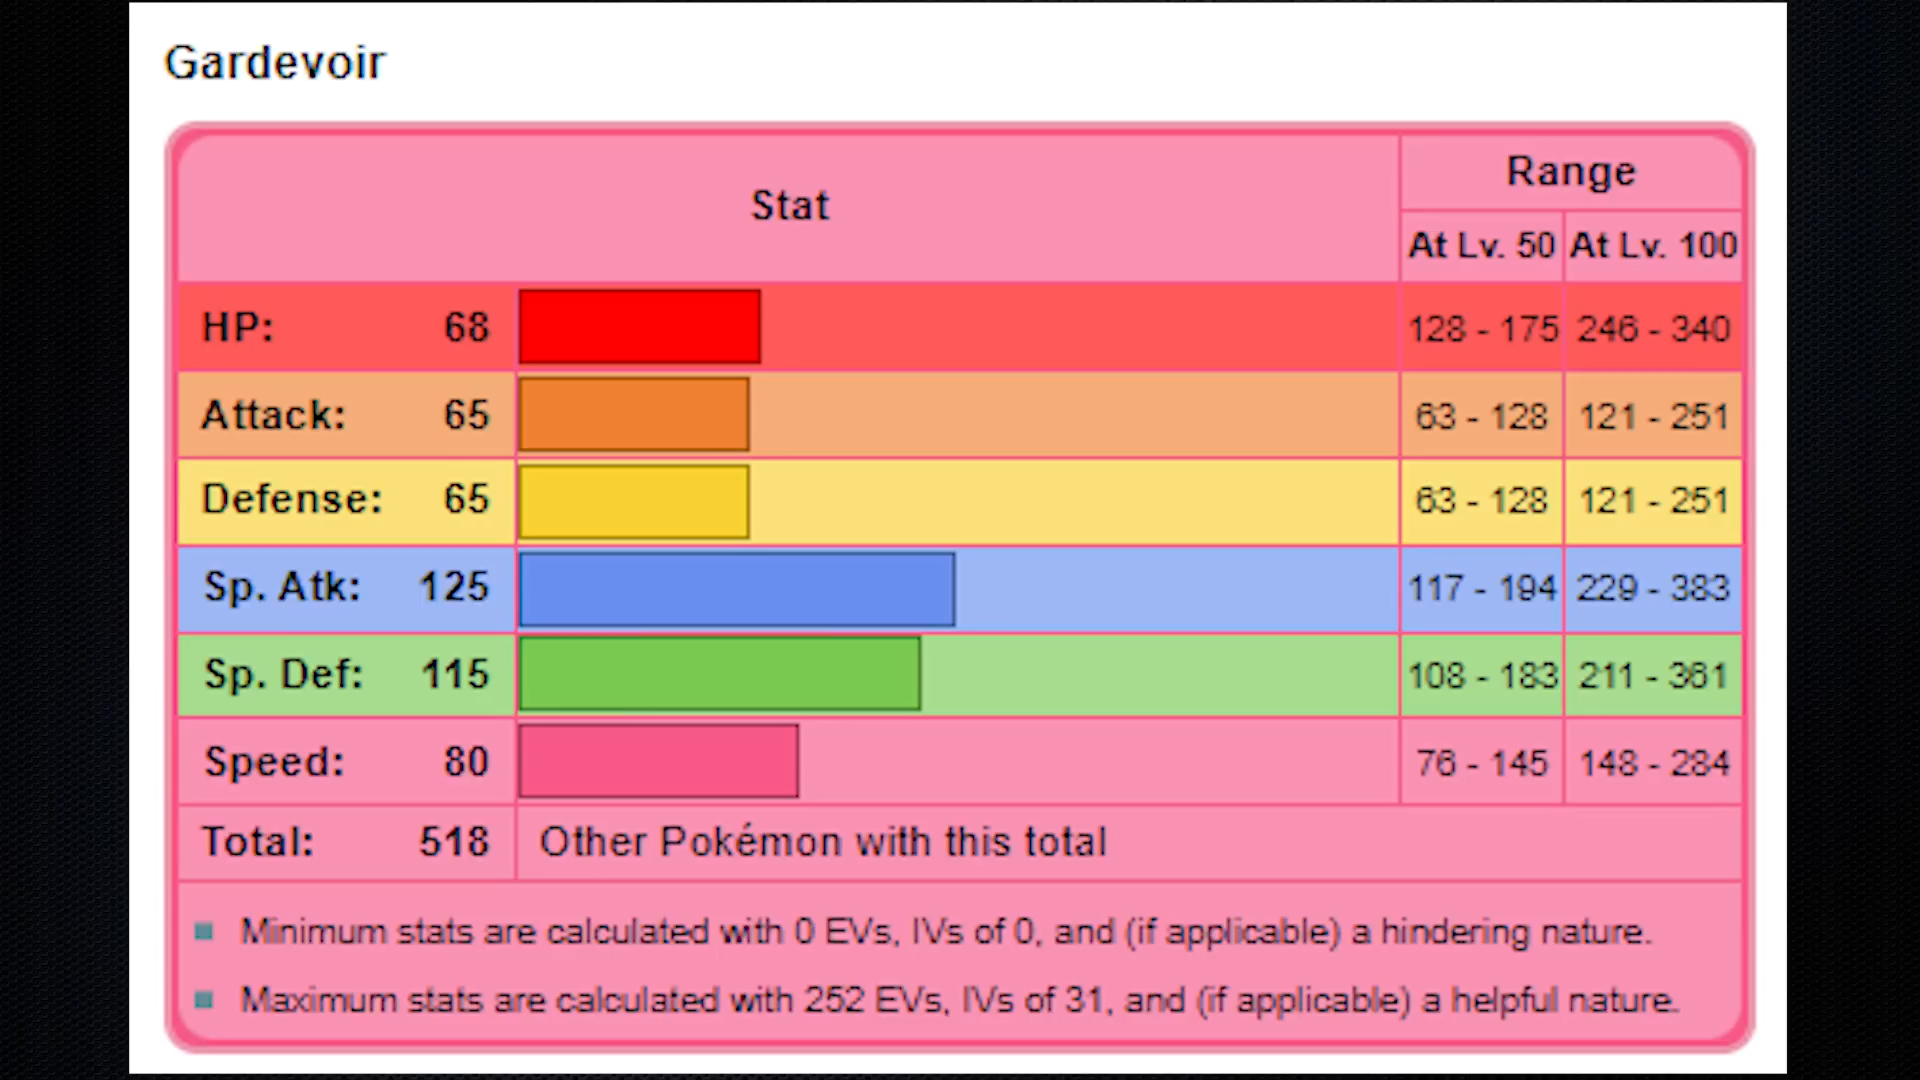 Gardevoir
Stat
Range
At Lv. 50 At Lv. 100
HP: 68 128 - 175 246 - 340
Attack: 65 63 - 128 121 - 251
Defense: 65 63 - 128 121 - 251
Sp. Atk: 125 117 - 194 229 - 383
Sp. Def: 115 108 - 183 211 - 361
Speed: 80 76 - 145 148 - 284
Total: 518 Other Pokémon with this total
Minimum stats are calculated with 0 EVs, IVs of 0, and (if applicable) a hindering nature.
Maximum stats are calculated with 252 EVs, IVs of 31, and (if applicable) a helpful nature.